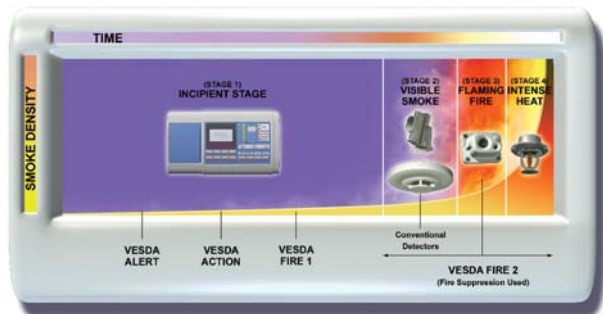 TIME
SMOKE DENSITY
(STAGE 1)
INCIPIENT STAGE
(STAGE 2)
VISIBLE
SMOKE
(STAGE 3)
FLAMING
FIRE
(STAGE 4)
INTENSE
HEAT
VESDA
ALERT
VESDA
ACTION
VESDA
FIRE 1
Conventional
Detectors
VESDA FIRE 2
(Fire Suppression Used)